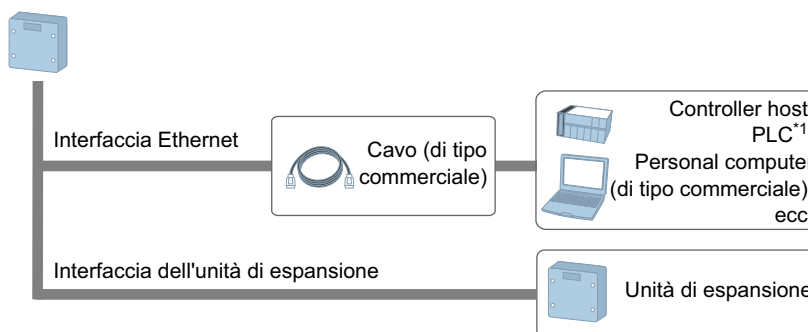 Interfaccia Ethernet
Cavo (di tipo
commerciale)
Controller host
PLC*1
Personal computer
(di tipo commerciale)
ecc
Interfaccia dell'unità di espansione
Unità di espansione